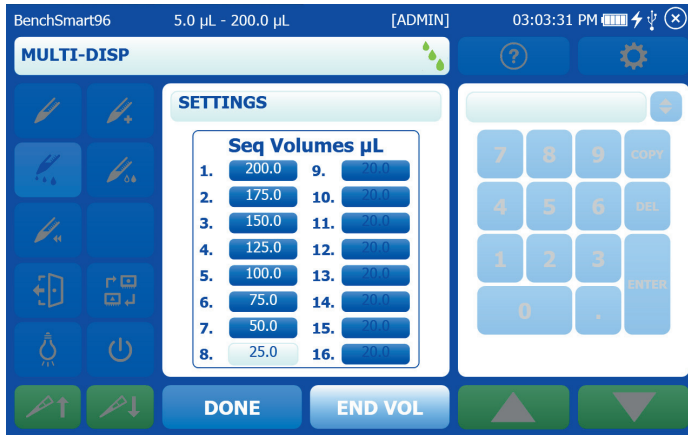 BenchSmart96 5.0 µL - 200.0 µL [ADMIN] 03:03:31 PM
MULTI-DISP ?
SETTINGS
Seq Volumes µL
1. 200.0 9. 20.0
2. 175.0 10. 20.0
3. 150.0 11. 20.0
4. 125.0 12. 20.0
5. 100.0 13. 20.0
6. 75.0 14. 20.0
7. 50.0 15. 20.0
8. 25.0 16. 20.0
7 8 9 COPY
4 5 6 DEL
1 2 3
ENTER
0 .
DONE END VOL